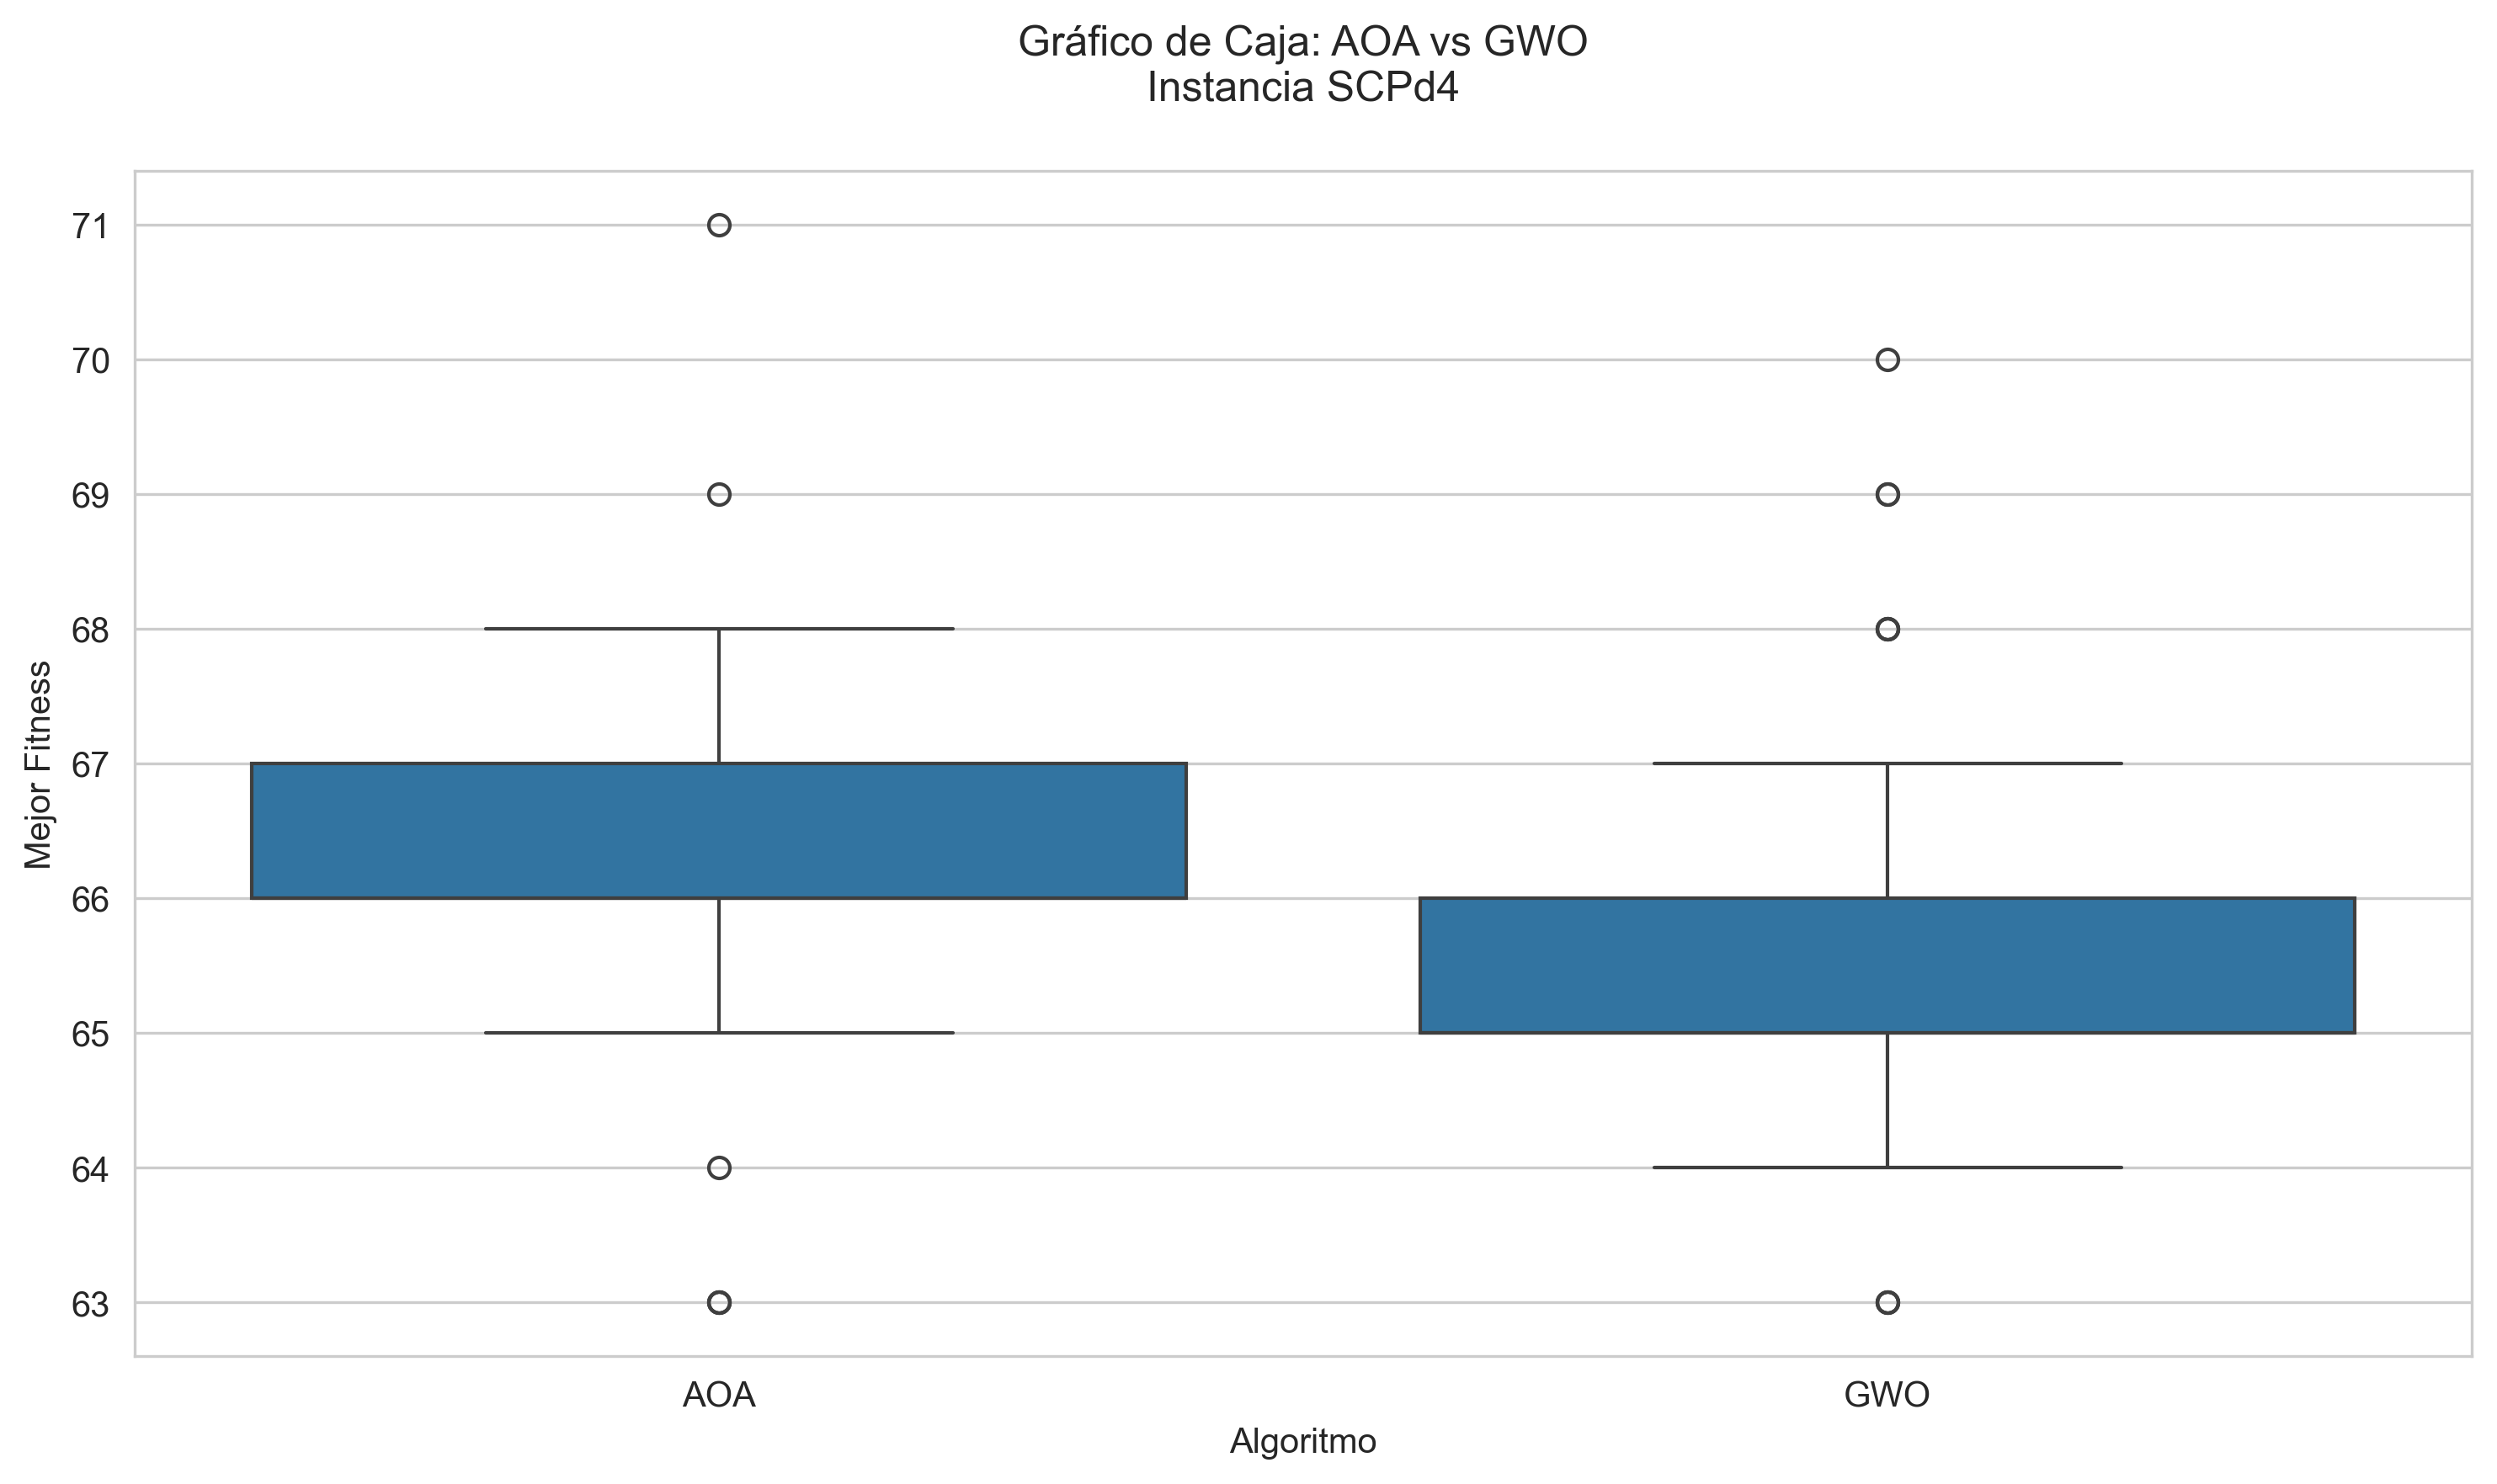 Gráfico de Caja: AOA vs GWO
Instancia SCPd4
Mejor Fitness
71
70
69
68
67
66
65
64
63
AOA
GWO
Algoritmo